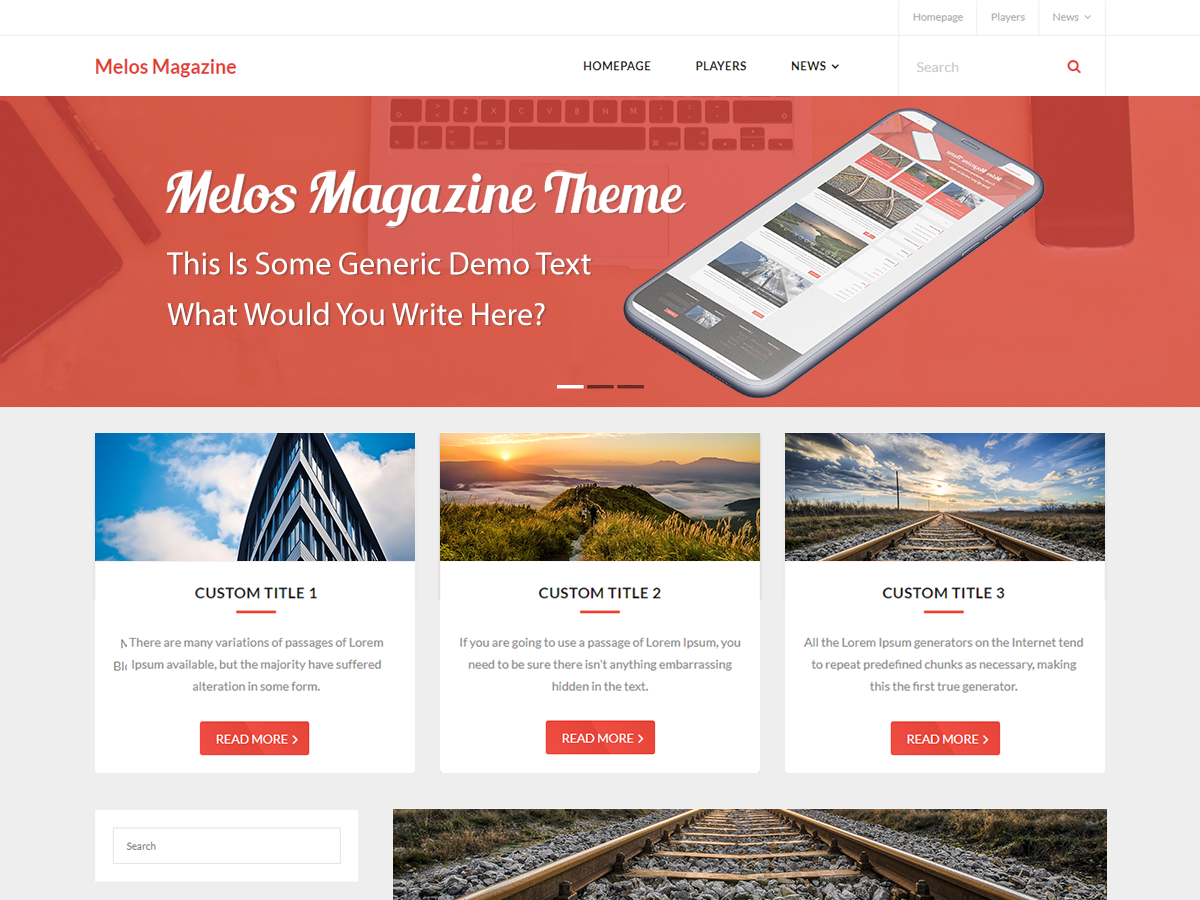 Homepage
Players
News
Melos Magazine
HOMEPAGE
PLAYERS
NEWS
Search
Melos Magazine Theme
This Is Some Generic Demo Text
What Would You Write Here?
CUSTOM TITLE 1
There are many variations of passages of Lorem
Ipsum available, but the majority have suffered
alteration in some form.
READ MORE
CUSTOM TITLE 2
If you are going to use a passage of Lorem Ipsum, you
need to be sure there isn't anything embarrassing
hidden in the text.
READ MORE
CUSTOM TITLE 3
All the Lorem Ipsum generators on the Internet tend
to repeat predefined chunks as necessary, making
this the first true generator.
READ MORE
Search